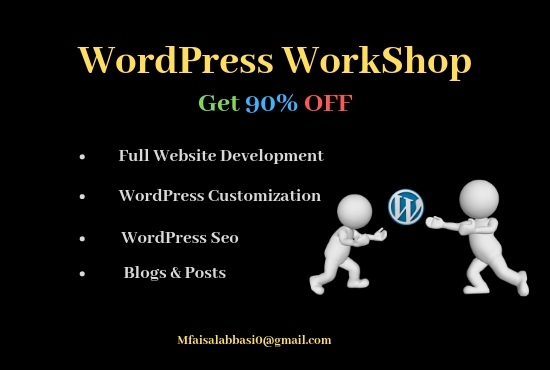 WordPress WorkShop
Get 90% OFF
• Full Website Development
• WordPress Customization
• WordPress Seo
• Blogs & Posts
Mfaisalabbasi0@gmail.com